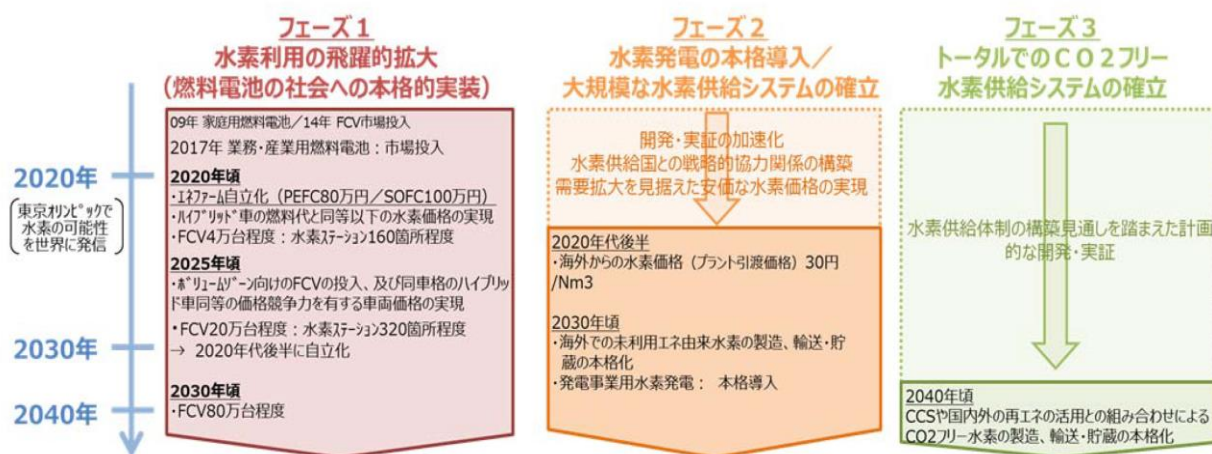 フェーズ1
水素利用の飛躍的拡大
(燃料電池の社会への本格的実装)
09年 家庭用燃料電池/14年 FCV市場投入
2017年 業務・産業用燃料電池:市場投入
2020年頃
・エネファーム自立化(PEFC80万円/SOFC100万円)
・ハイブリッド車の燃料代と同等以下の水素価格の実現
・FCV4万台程度:水素ステーション160箇所程度
2025年頃
・ボリュームゾーン向けのFCVの投入、及び同車格のハイブリッ
ド車同等の価格競争力を有する車両価格の実現
・FCV20万台程度:水素ステーション320箇所程度
→ 2020年代後半に自立化
2030年頃
・FCV80万台程度
2020年
東京オリンピックで
水素の可能性
を世界に発信
2030年
2040年
フェーズ2
水素発電の本格導入/
大規模な水素供給システムの確立
開発・実証の加速化
水素供給国との戦略的協力関係の構築
需要拡大を見据えた安価な水素価格の実現
2020年代後半
・海外からの水素価格(プラント引渡価格)30円
/Nm3
2030年頃
・海外での未利用エネ由来水素の製造、輸送・貯
蔵の本格化
・発電事業用水素発電: 本格導入
フェーズ3
トータルでのCO2フリー
水素供給システムの確立
水素供給体制の構築見通しを踏まえた計画
的な開発・実証
2040年頃
CCSや国内外の再エネの活用との組み合わせによる
CO2フリー水素の製造、輸送・貯蔵の本格化